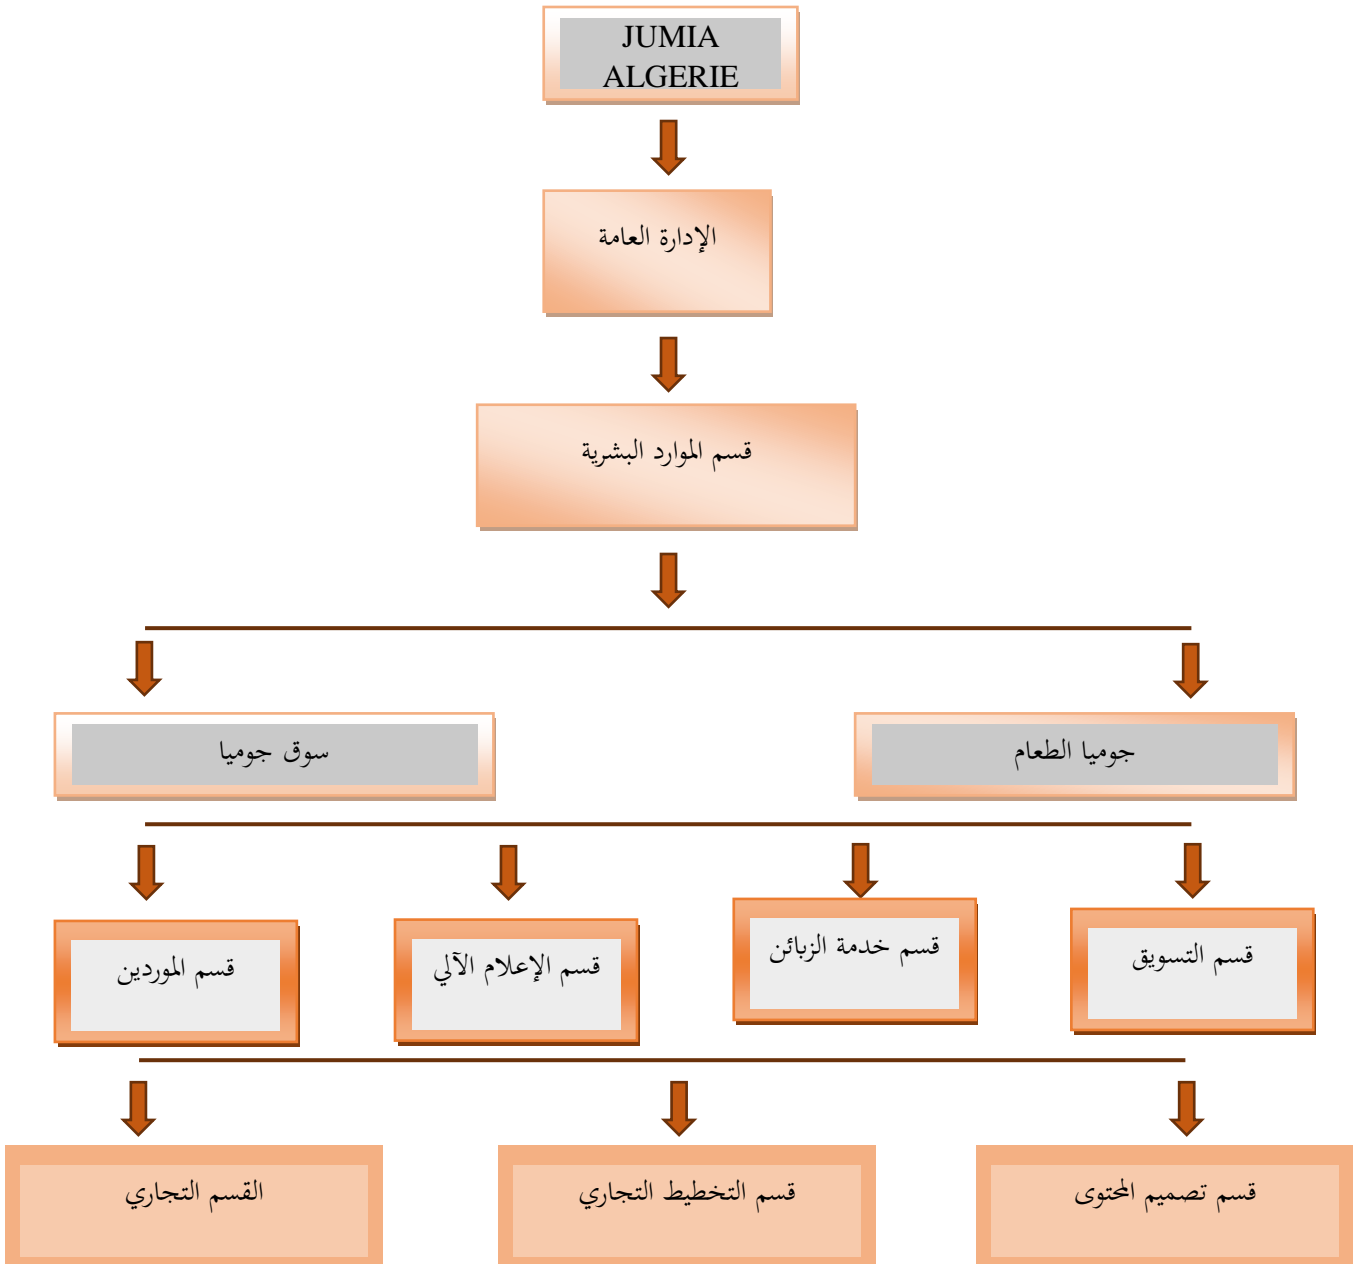 JUMIA
ALGERIE
الإدارة العامة
قسم الموارد البشرية
جوميا الطعام
سوق جوميا
قسم التسويق
قسم خدمة الزبائن
قسم الإعلام الآلي
قسم الموردين
قسم تصميم المحتوى
قسم التخطيط التجاري
القسم التجاري